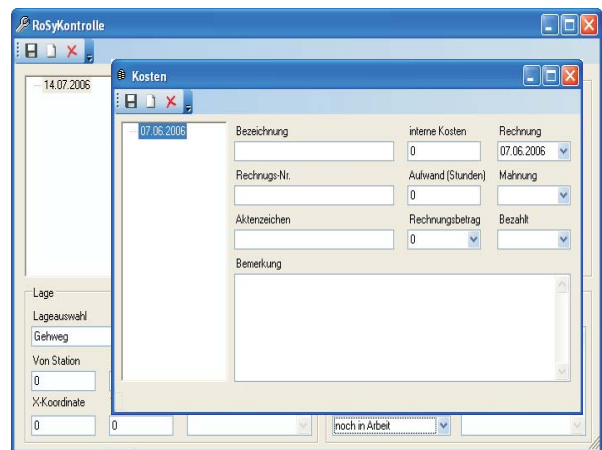 RoSyKontrolle
14.07.2006
Kosten
07.06.2006
Bezeichnung
interne Kosten
Rechnung
0
07.06.2006
Rechnugs-Nr.
Aufwand (Stunden)
Mahnung
0
Aktenzeichen
Rechnungsbetrag
Bezahlt
0
Bemerkung
Lage
Lageauswahl
Gehweg
Von Station
0
X-Koordinate
0
0
noch in Arbeit